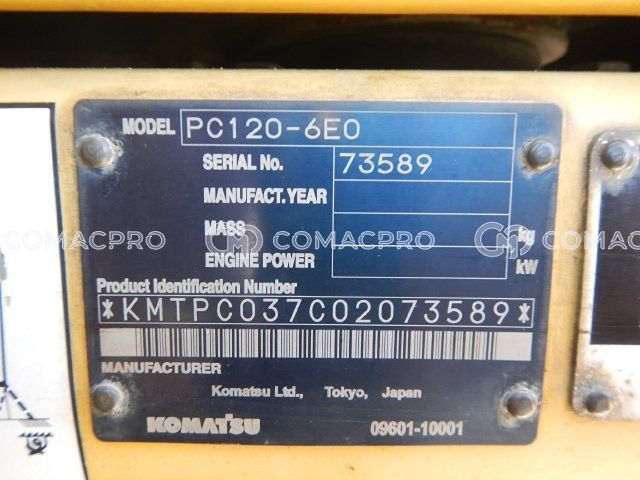 MODEL PC120-6E0
SERIAL No. 73589
MANUFACT.YEAR
MASS kg
COMACPRO COMACPRO COMACPRO
ENGINE POWER kW
Product Identification Number
*KMTPC037C02073589*
MANUFACTURER
Komatsu Ltd., Tokyo, Japan
KOMATSU 09601-10001